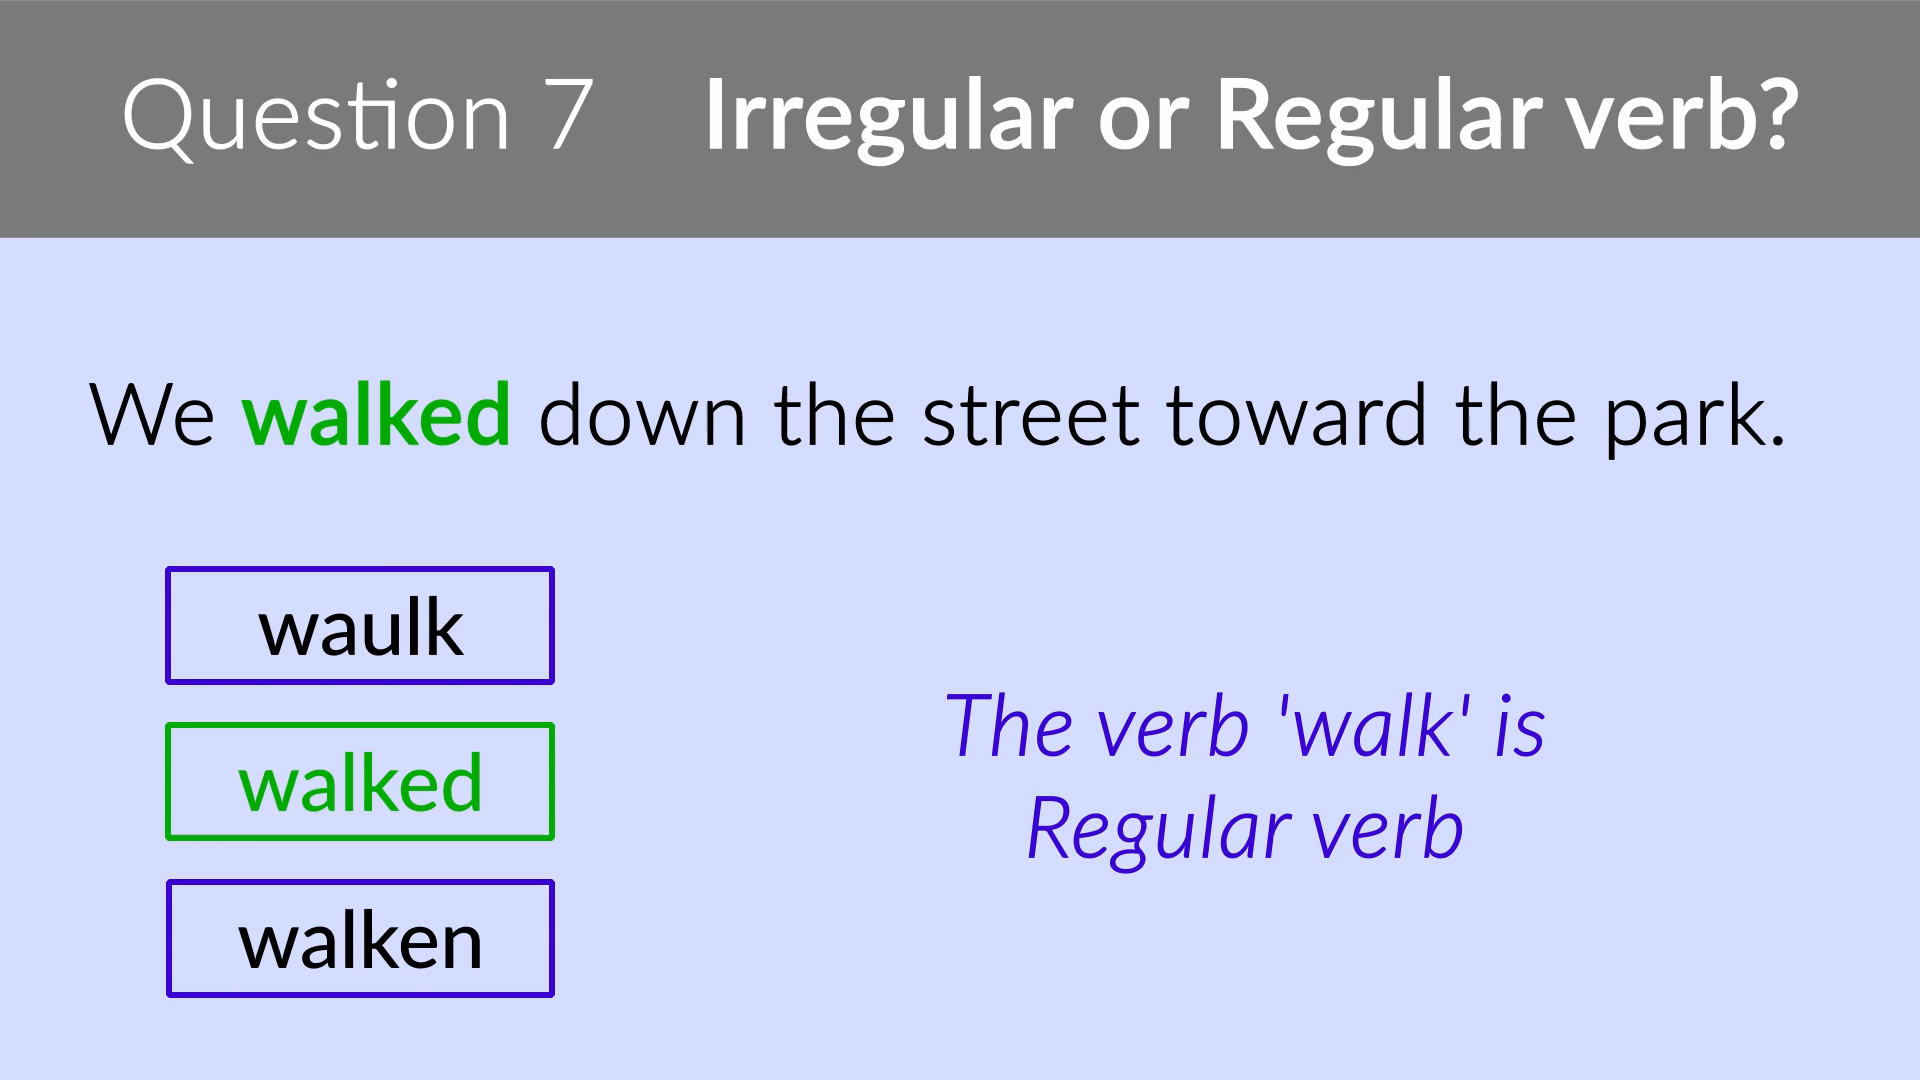 Question 7 Irregular or Regular verb?
We walked down the street toward the park.
waulk
walked
walken
The verb 'walk' is
Regular verb